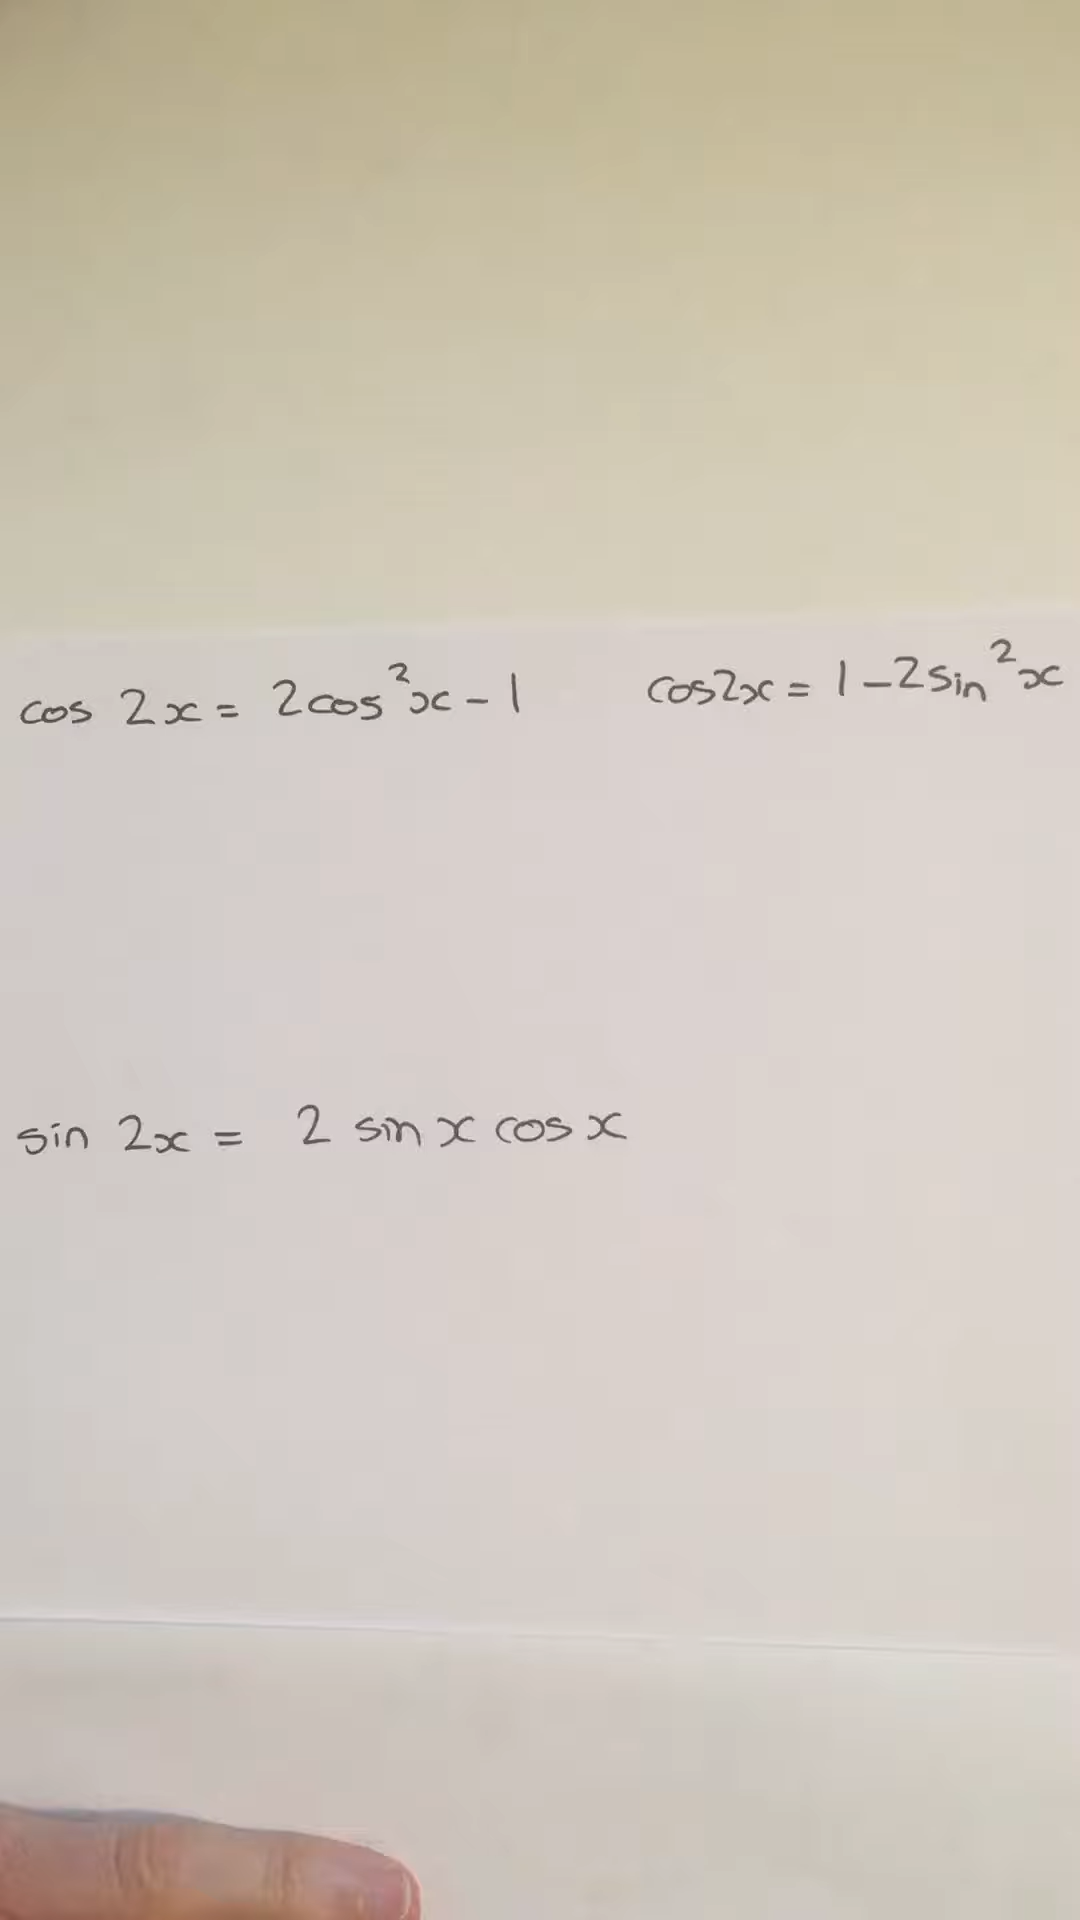 cos 2x = 2cos²x - 1 cos2x = 1 - 2sin²x
sin 2x = 2 sin x cos x